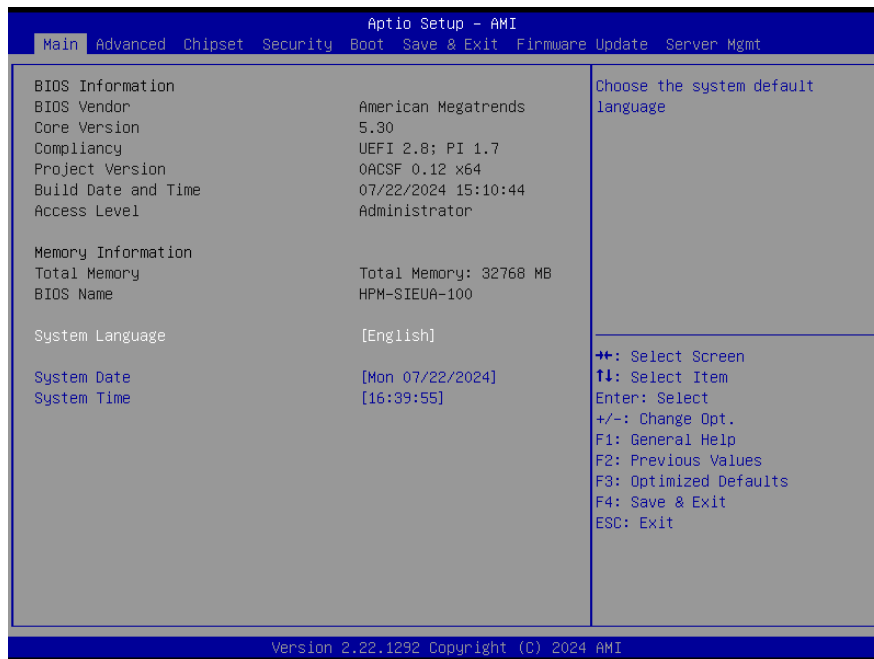 Aptio Setup - AMI
Main Advanced Chipset Security Boot Save & Exit Firmware Update Server Mgmt
BIOS Information
BIOS Vendor American Megatrends
Core Version 5.30
Compliancy UEFI 2.8; PI 1.7
Project Version OACSF 0.12 x64
Build Date and Time 07/22/2024 15:10:44
Access Level Administrator
Memory Information
Total Memory Total Memory: 32768 MB
BIOS Name HPM-SIEUA-100
System Language [English]
System Date [Mon 07/22/2024]
System Time [16:39:55]
Choose the system default
language
→←: Select Screen
↑↓: Select Item
Enter: Select
+/-: Change Opt.
F1: General Help
F2: Previous Values
F3: Optimized Defaults
F4: Save & Exit
ESC: Exit
Version 2.22.1292 Copyright (C) 2024 AMI